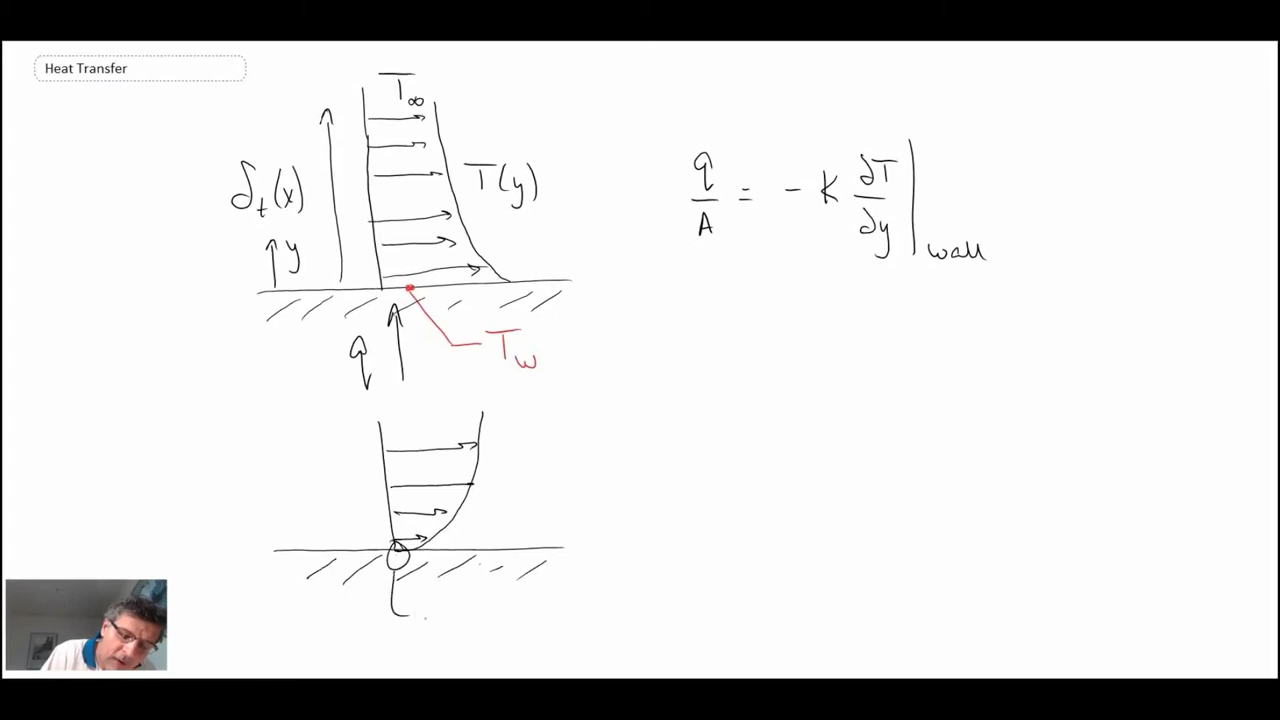 Heat Transfer
T∞
δt(x)
T(y)
y
q/A = - K ∂T/∂y | wall
q
Tw